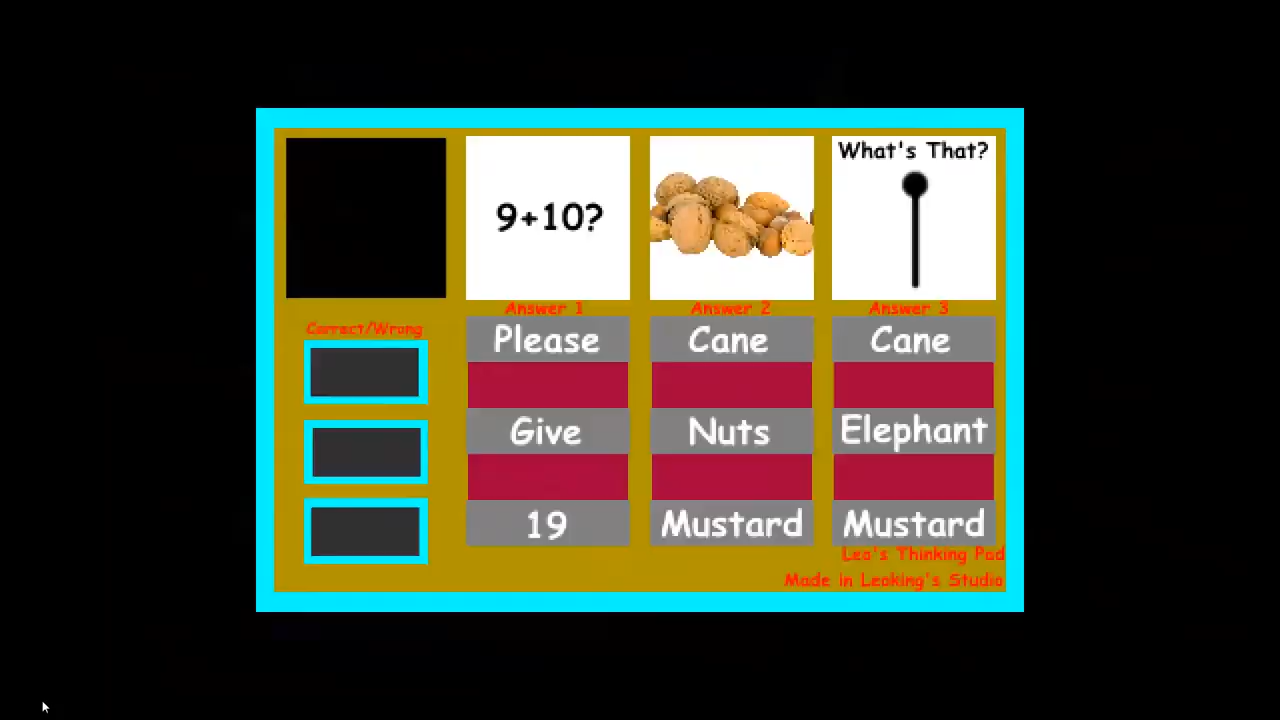 What's That?
9+10?
Answer 1
Answer 2
Answer 3
Correct/Wrong
Please
Cane
Cane
Give
Nuts
Elephant
19
Mustard
Mustard
Leo's Thinking Pad
Made in Leoking's Studio